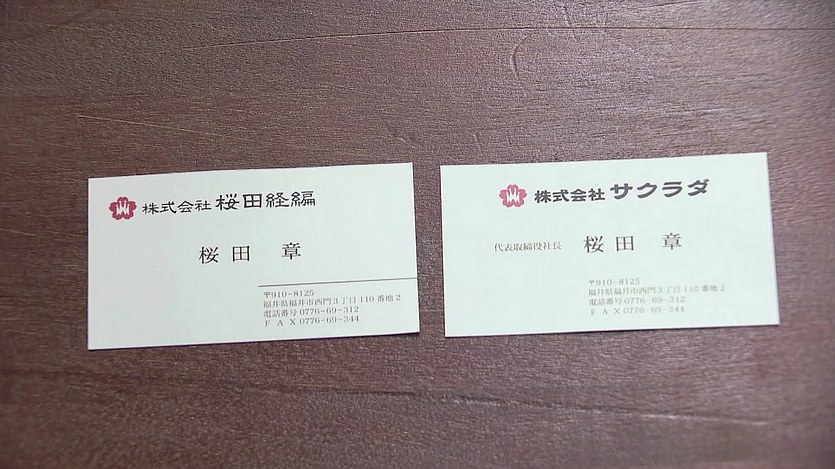 株式会社 桜田経編
桜田 章
〒910-8125
福井県福井市西門3丁目110番地2
電話番号 0776-69-312
FAX 0776-69-344
株式会社 サクラダ
代表取締役社長 桜田 章
〒910-8125
福井県福井市西門3丁目110番地2
電話番号 0776-69-312
FAX 0776-69-344